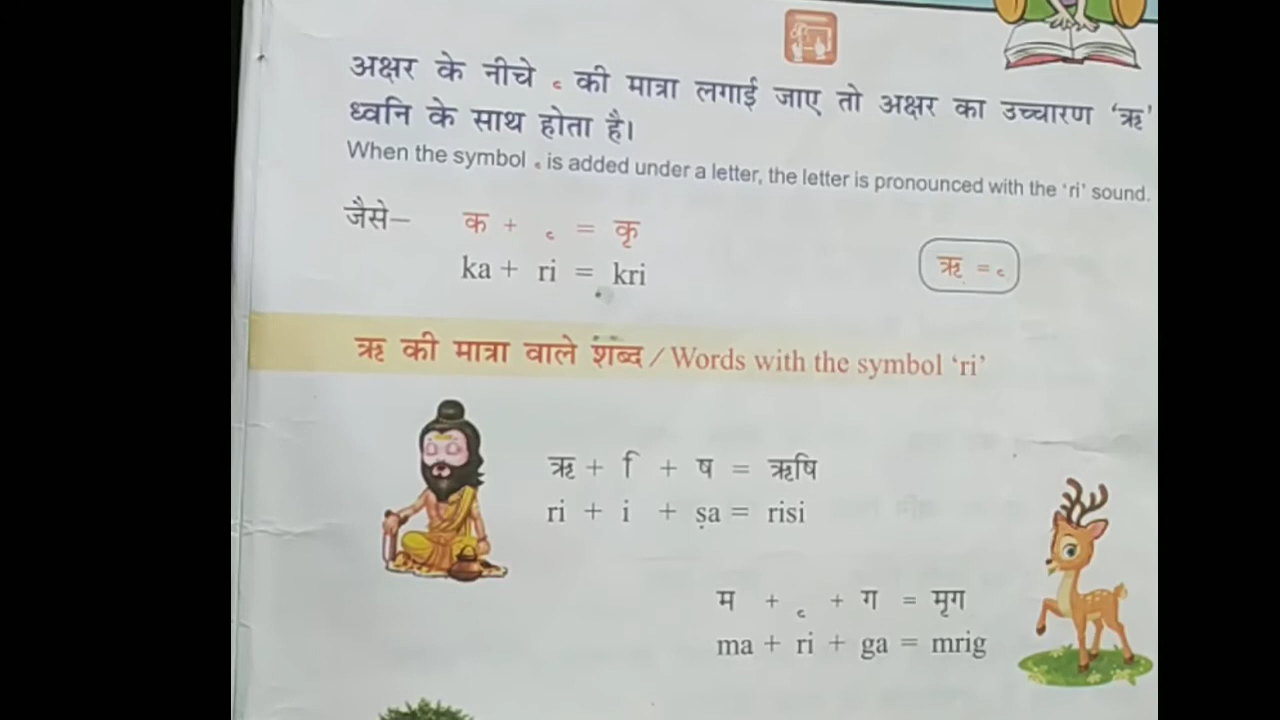 अक्षर के नीचे ृ की मात्रा लगाई जाए तो अक्षर का उच्चारण ‘ऋ’
ध्वनि के साथ होता है।
When the symbol ृ is added under a letter, the letter is pronounced with the ‘ri’ sound.
जैसे– क + ृ = कृ
ka + ri = kri
ऋ = ृ
ऋ की मात्रा वाले शब्द / Words with the symbol ‘ri’
ऋ + ि + ष = ऋषि
ri + i + ṣa = risi
म + ृ + ग = मृग
ma + ri + ga = mrig